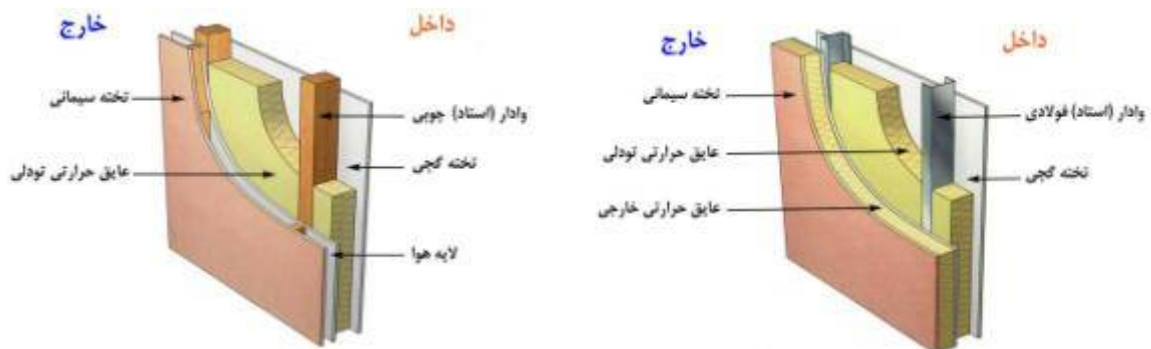 داخل
خارج
تخته سیمانی
وادار (استاد) فولادی
عایق حرارتی تودلی
تخته گچی
عایق حرارتی خارجی
داخل
خارج
تخته سیمانی
وادار (استاد) چوبی
تخته گچی
عایق حرارتی تودلی
لایه هوا